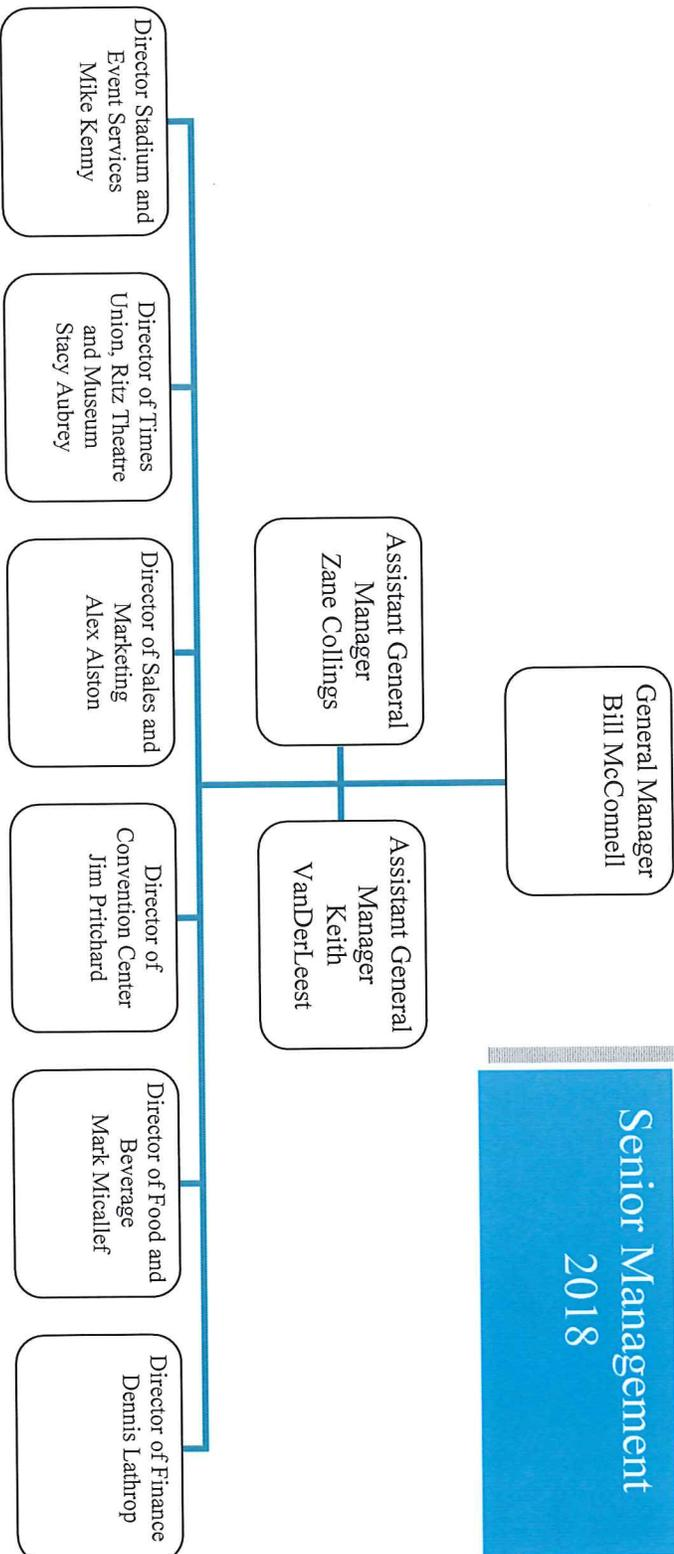 Senior Management
2018
General Manager
Bill McConnell
Assistant General
Manager
Zane Collings
Assistant General
Manager
Keith
VanDerLeest
Director Stadium and
Event Services
Mike Kenny
Director of Times
Union, Ritz Theatre
and Museum
Stacy Aubrey
Director of Sales and
Marketing
Alex Alston
Director of
Convention Center
Jim Pritchard
Director of Food and
Beverage
Mark Micallef
Director of Finance
Dennis Lathrop